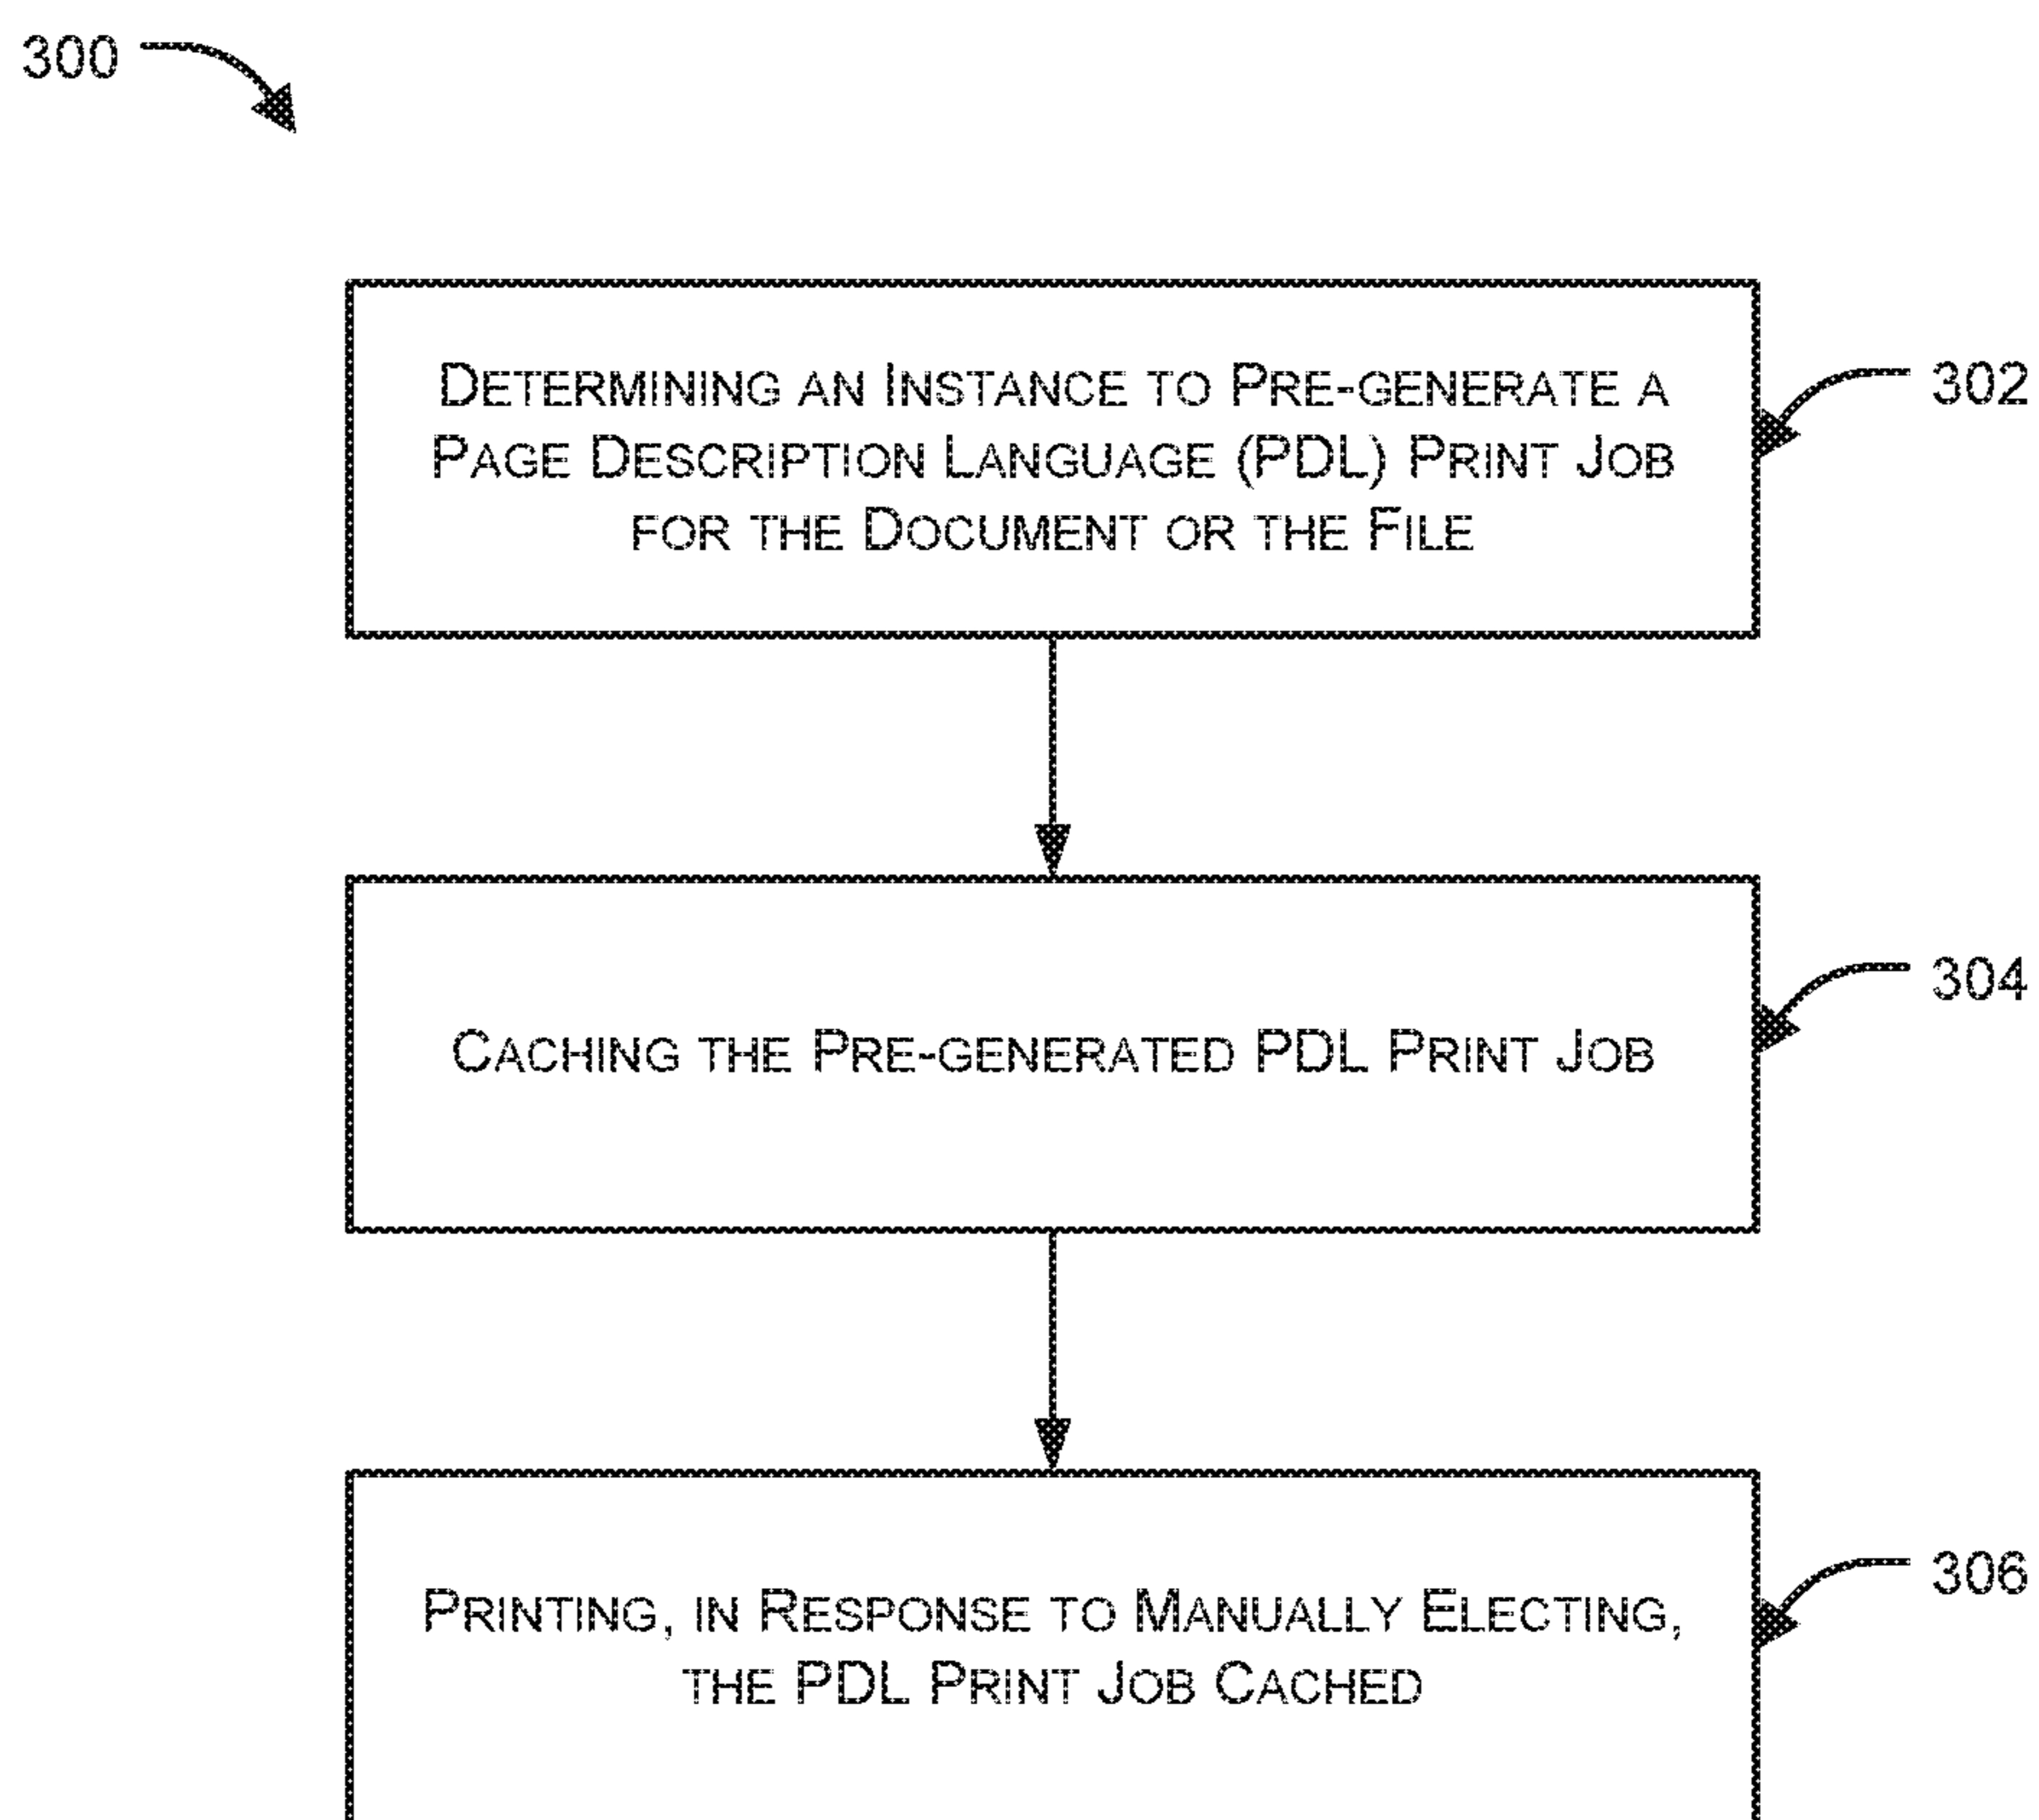 300
DETERMINING AN INSTANCE TO PRE-GENERATE A
PAGE DESCRIPTION LANGUAGE (PDL) PRINT JOB
FOR THE DOCUMENT OR THE FILE
302
CACHING THE PRE-GENERATED PDL PRINT JOB
304
PRINTING, IN RESPONSE TO MANUALLY ELECTING,
THE PDL PRINT JOB CACHED
306